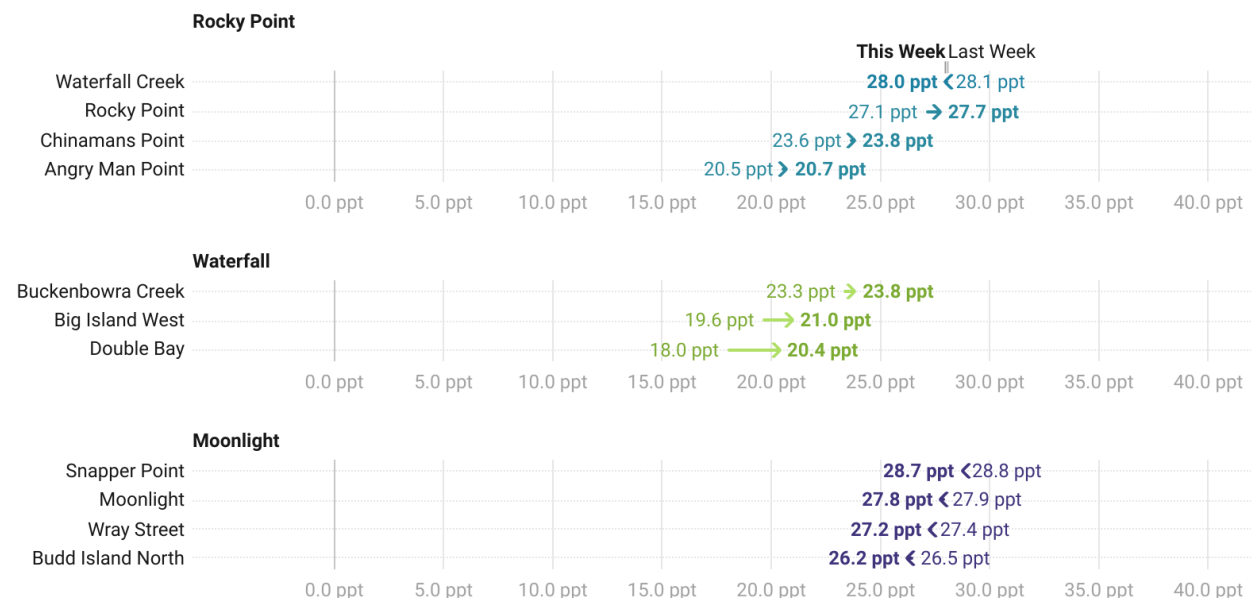 Rocky Point
This Week Last Week
Waterfall Creek 28.0 ppt 28.1 ppt
Rocky Point 27.1 ppt 27.7 ppt
Chinamans Point 23.6 ppt 23.8 ppt
Angry Man Point 20.5 ppt 20.7 ppt
0.0 ppt 5.0 ppt 10.0 ppt 15.0 ppt 20.0 ppt 25.0 ppt 30.0 ppt 35.0 ppt 40.0 ppt
Waterfall
Buckenbowra Creek 23.3 ppt 23.8 ppt
Big Island West 19.6 ppt 21.0 ppt
Double Bay 18.0 ppt 20.4 ppt
0.0 ppt 5.0 ppt 10.0 ppt 15.0 ppt 20.0 ppt 25.0 ppt 30.0 ppt 35.0 ppt 40.0 ppt
Moonlight
Snapper Point 28.7 ppt 28.8 ppt
Moonlight 27.8 ppt 27.9 ppt
Wray Street 27.2 ppt 27.4 ppt
Budd Island North 26.2 ppt 26.5 ppt
0.0 ppt 5.0 ppt 10.0 ppt 15.0 ppt 20.0 ppt 25.0 ppt 30.0 ppt 35.0 ppt 40.0 ppt